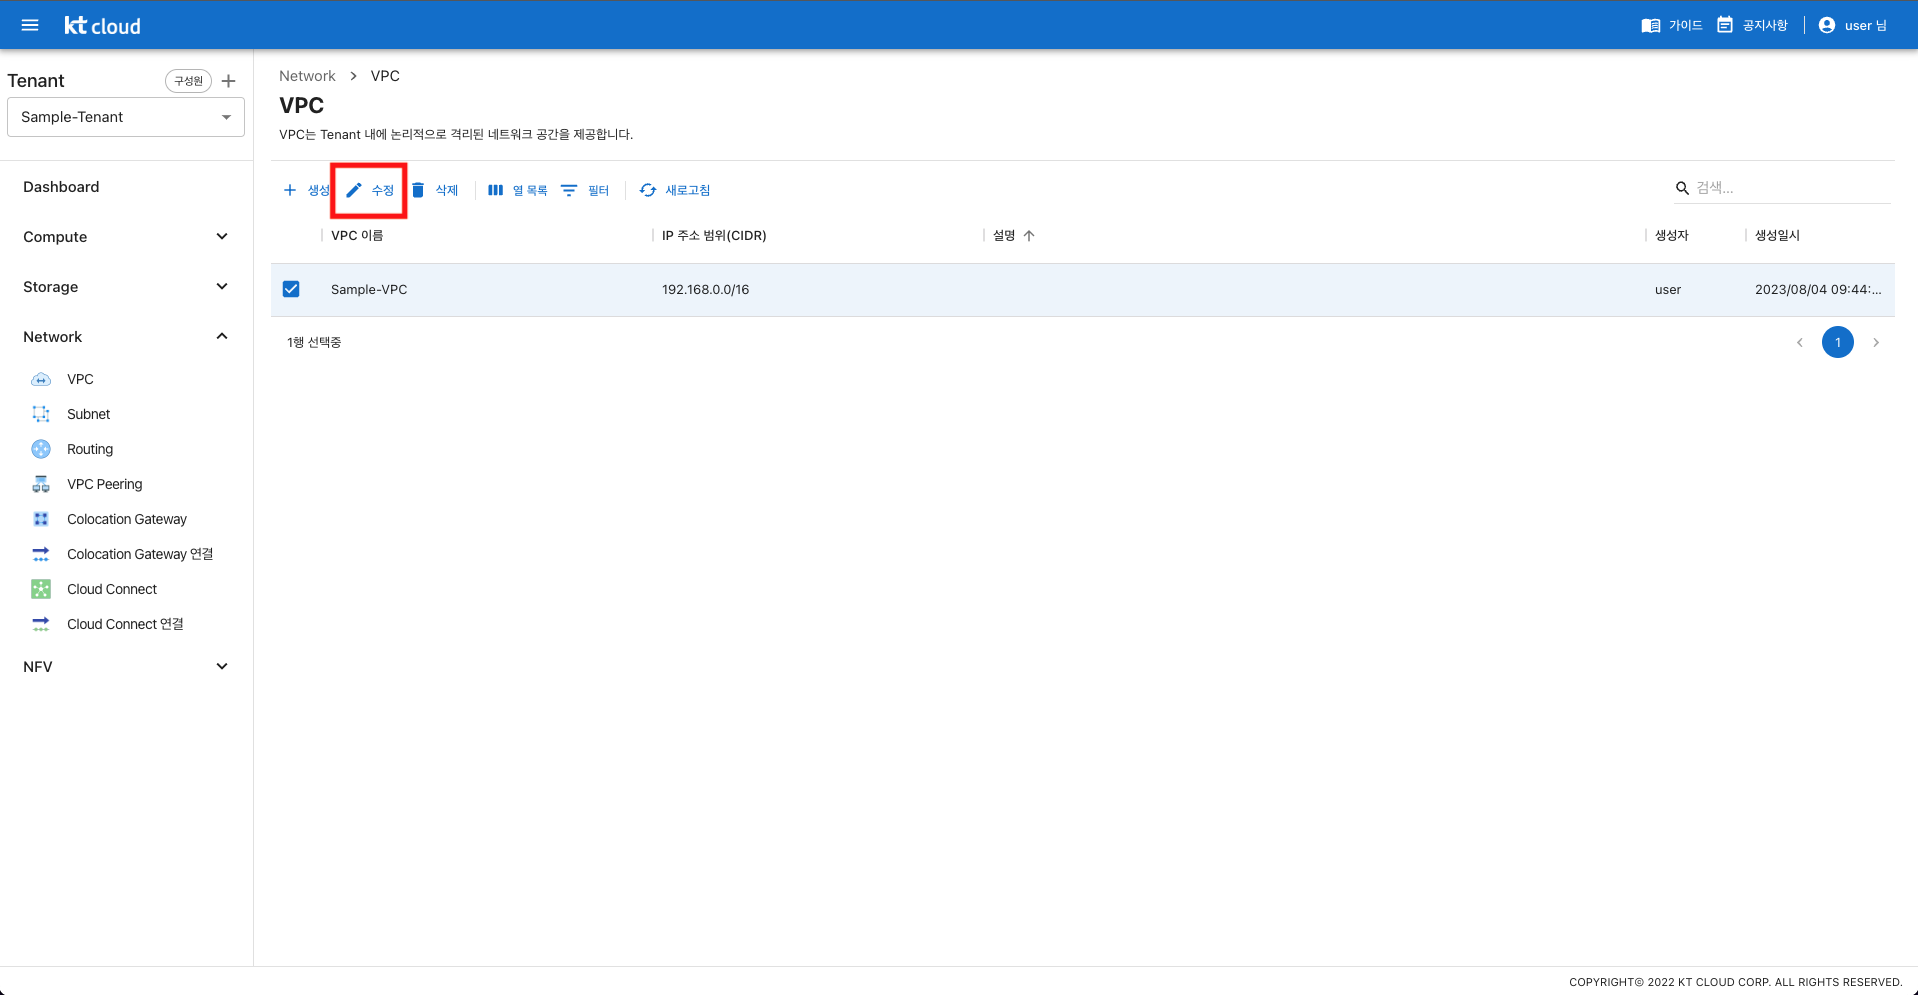 kt cloud
가이드 공지사항 user 님
Tenant 구성원
Sample-Tenant
Dashboard
Compute
Storage
Network
VPC
Subnet
Routing
VPC Peering
Colocation Gateway
Colocation Gateway 연결
Cloud Connect
Cloud Connect 연결
NFV
Network > VPC
VPC
VPC는 Tenant 내에 논리적으로 격리된 네트워크 공간을 제공합니다.
생성 수정 삭제 열 목록 필터 새로고침 검색...
VPC 이름 IP 주소 범위(CIDR) 설명 생성자 생성일시
Sample-VPC 192.168.0.0/16 user 2023/08/04 09:44:...
1행 선택중 1
COPYRIGHT© 2022 KT CLOUD CORP. ALL RIGHTS RESERVED.